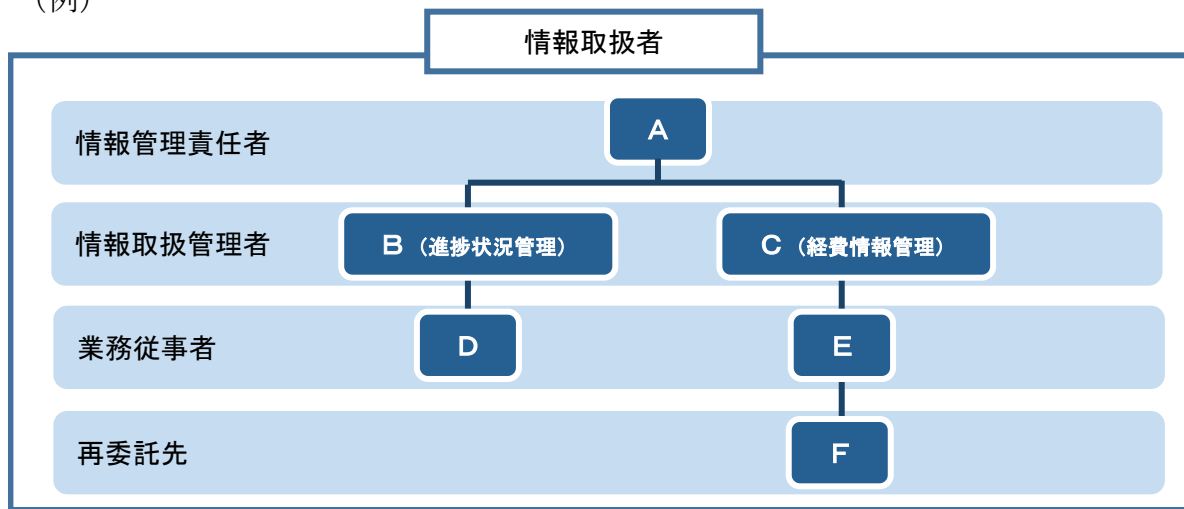 （例）
情報取扱者
情報管理責任者
A
情報取扱管理者
B（進捗状況管理）
C（経費情報管理）
業務従事者
D
E
再委託先
F